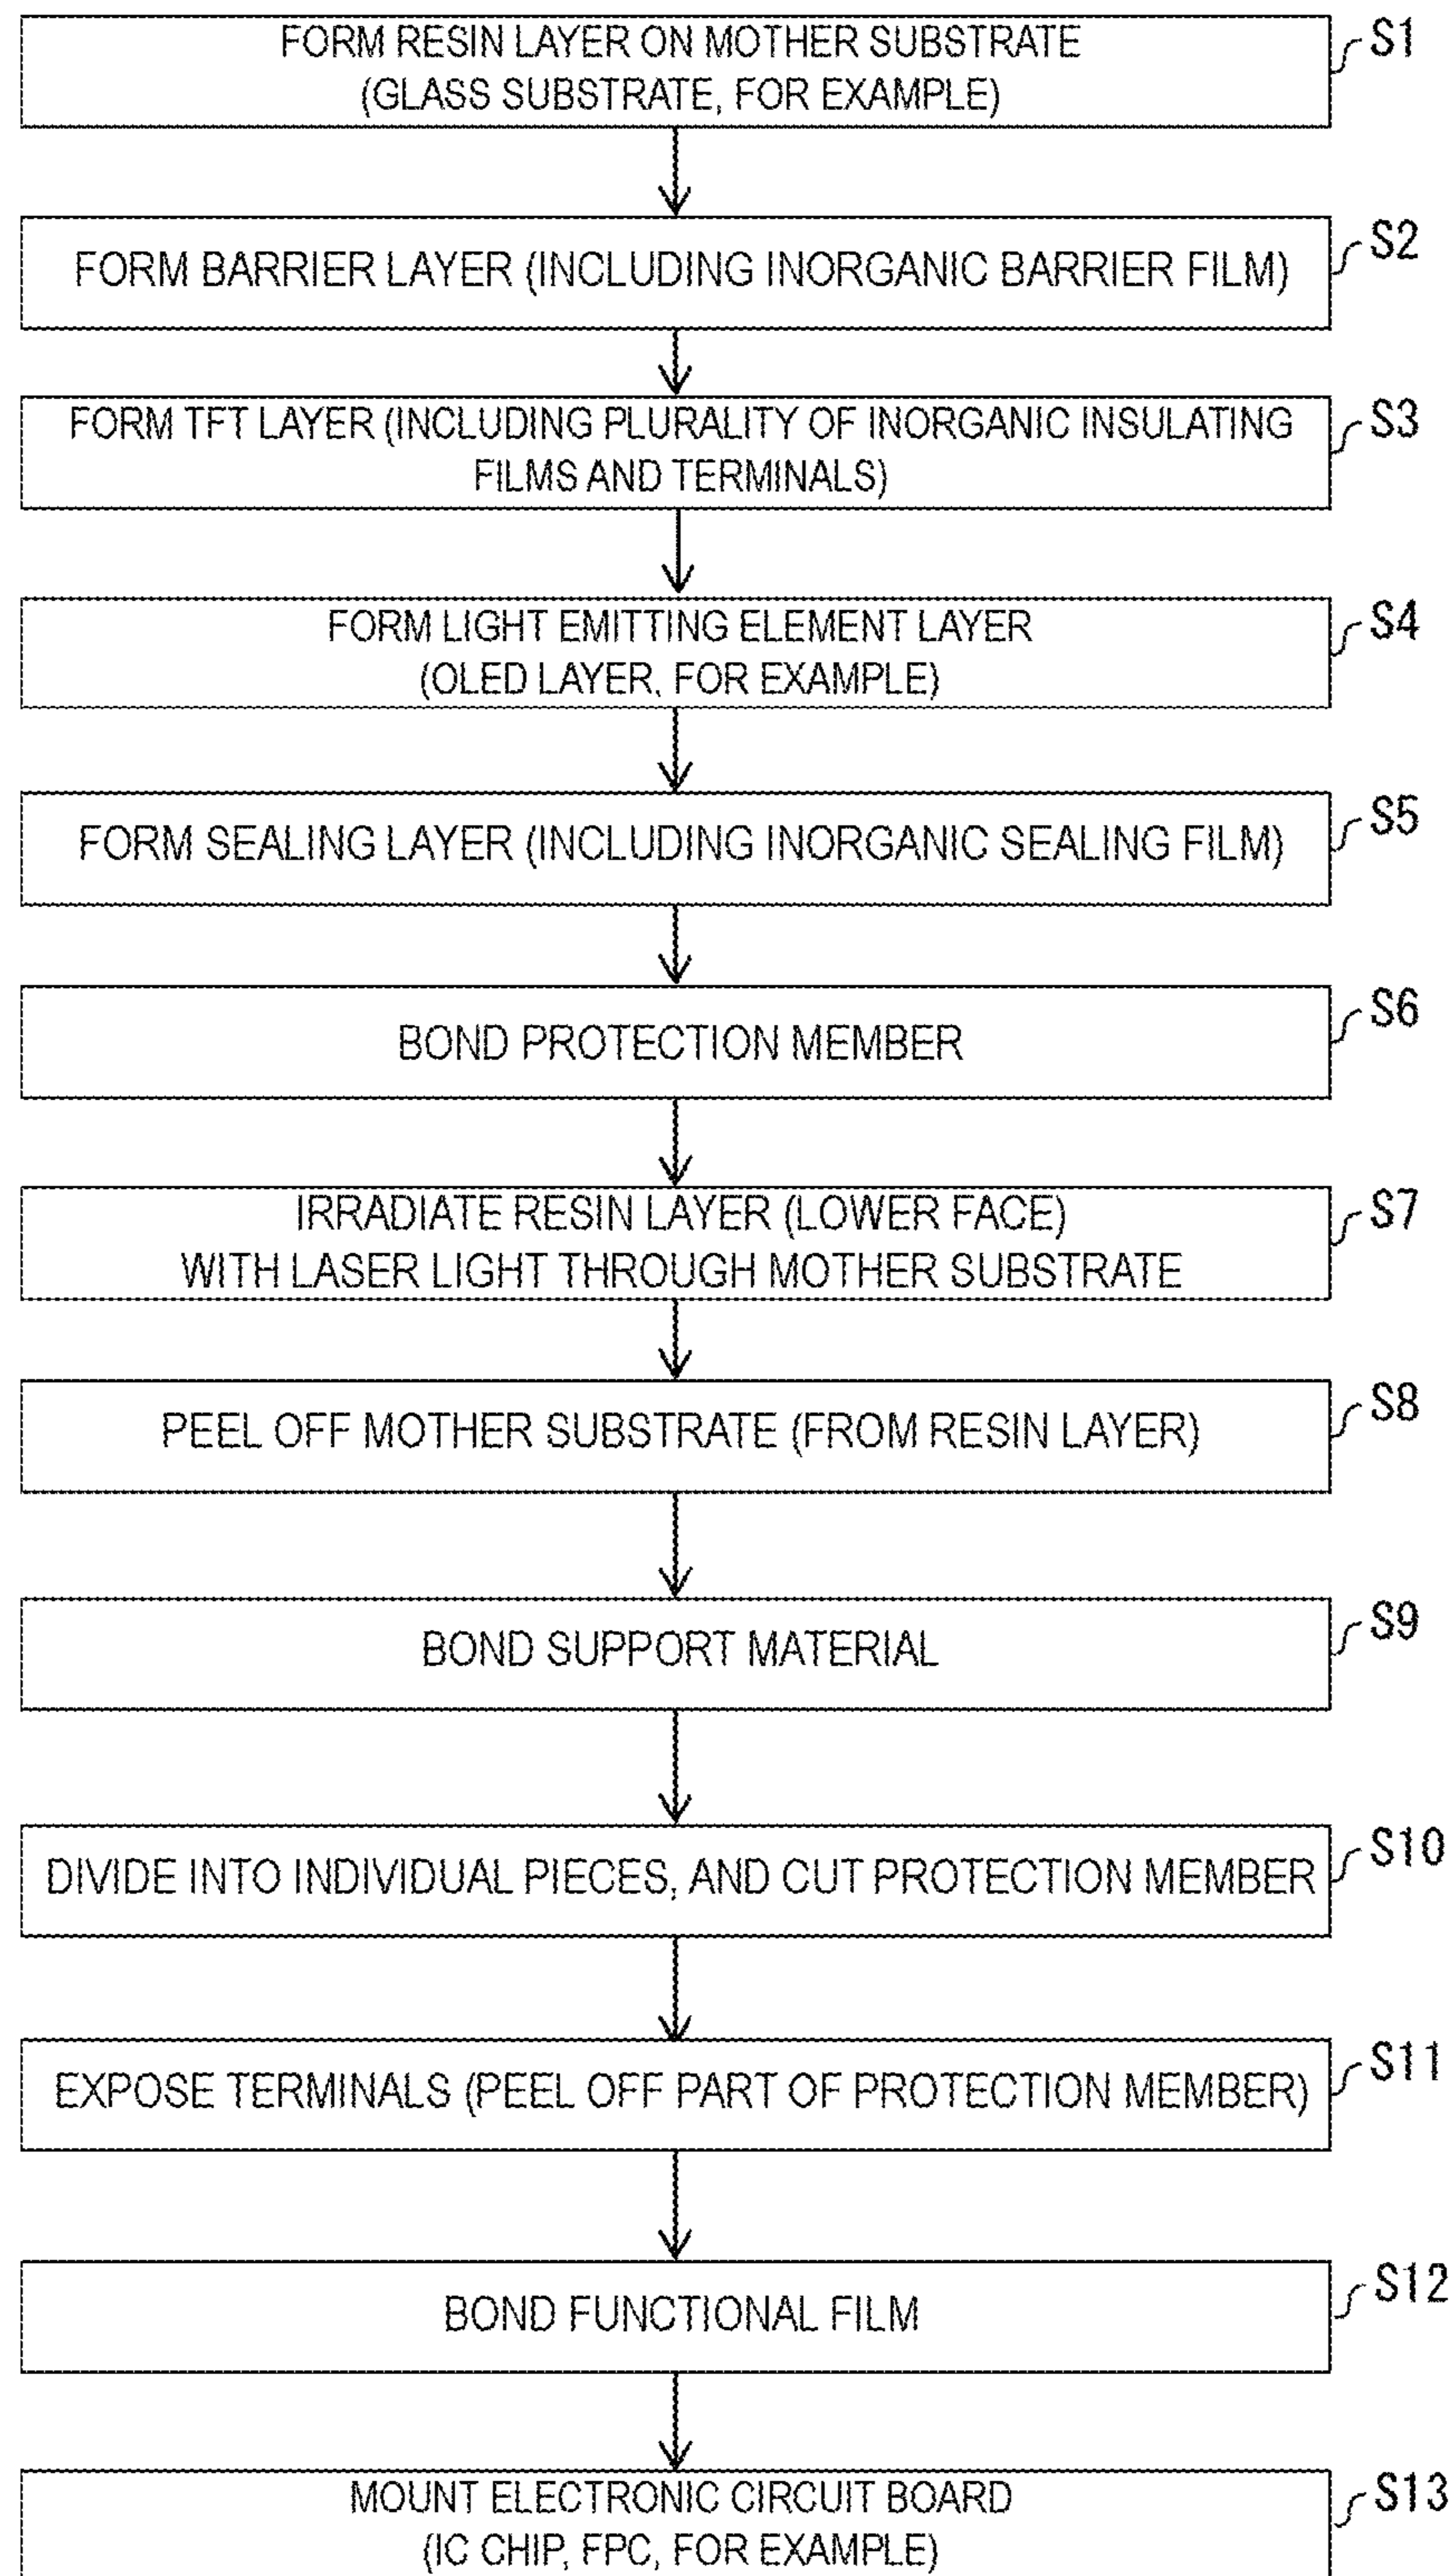 FORM RESIN LAYER ON MOTHER SUBSTRATE
(GLASS SUBSTRATE, FOR EXAMPLE)
S1
FORM BARRIER LAYER (INCLUDING INORGANIC BARRIER FILM)
S2
FORM TFT LAYER (INCLUDING PLURALITY OF INORGANIC INSULATING
FILMS AND TERMINALS)
S3
FORM LIGHT EMITTING ELEMENT LAYER
(OLED LAYER, FOR EXAMPLE)
S4
FORM SEALING LAYER (INCLUDING INORGANIC SEALING FILM)
S5
BOND PROTECTION MEMBER
S6
IRRADIATE RESIN LAYER (LOWER FACE)
WITH LASER LIGHT THROUGH MOTHER SUBSTRATE
S7
PEEL OFF MOTHER SUBSTRATE (FROM RESIN LAYER)
S8
BOND SUPPORT MATERIAL
S9
DIVIDE INTO INDIVIDUAL PIECES, AND CUT PROTECTION MEMBER
S10
EXPOSE TERMINALS (PEEL OFF PART OF PROTECTION MEMBER)
S11
BOND FUNCTIONAL FILM
S12
MOUNT ELECTRONIC CIRCUIT BOARD
(IC CHIP, FPC, FOR EXAMPLE)
S13